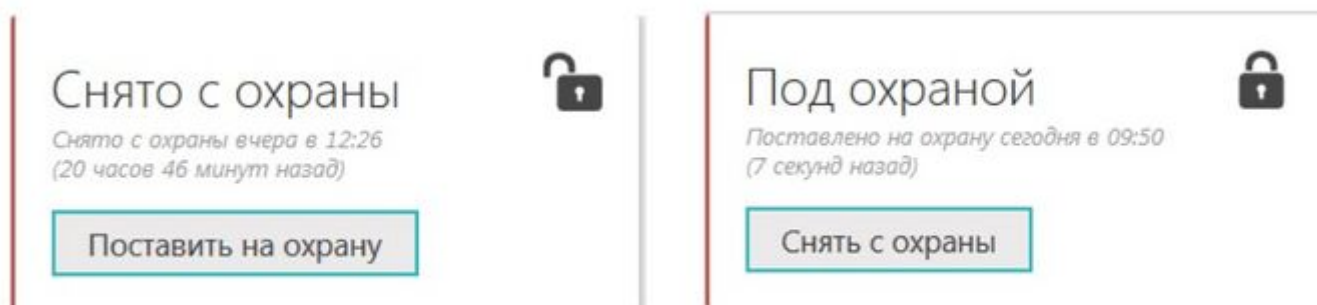 Снято с охраны
Снято с охраны вчера в 12:26
(20 часов 46 минут назад)
Поставить на охрану
Под охраной
Поставлено на охрану сегодня в 09:50
(7 секунд назад)
Снять с охраны